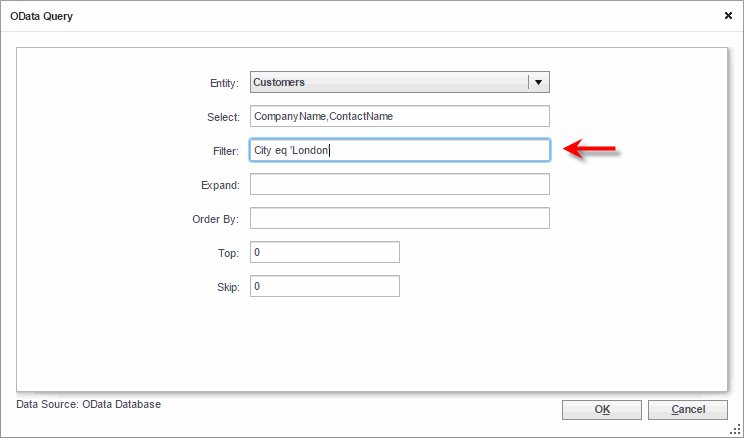 OData Query
Entity: Customers
Select: CompanyName,ContactName
Filter: City eq 'London
Expand:
Order By:
Top: 0
Skip: 0
Data Source: OData Database
OK Cancel